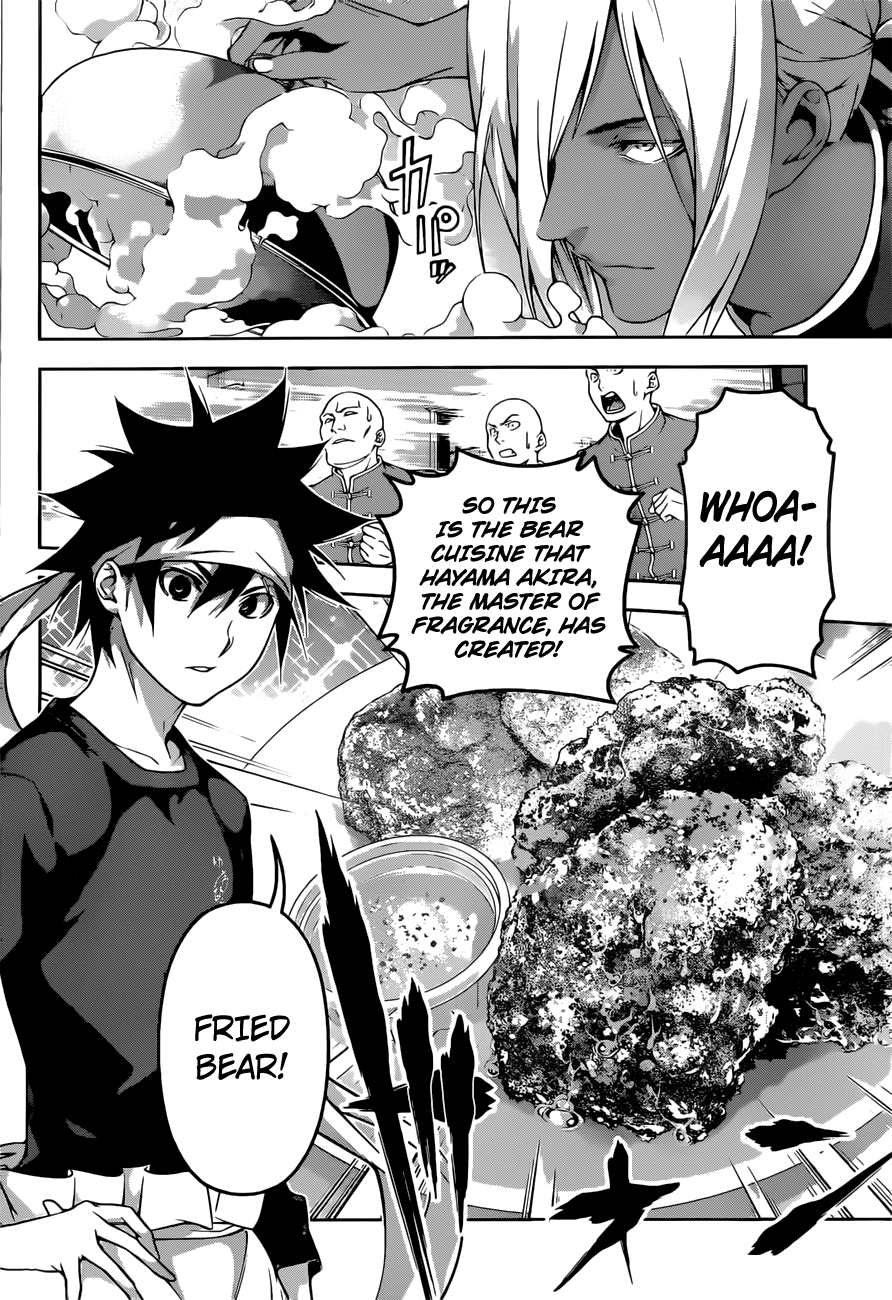 カパッ
WHOA-
AAAA!
SO THIS
IS THE BEAR
CUISINE THAT
HAYAMA AKIRA,
THE MASTER OF
FRAGRANCE, HAS
CREATED!
FRIED
BEAR!